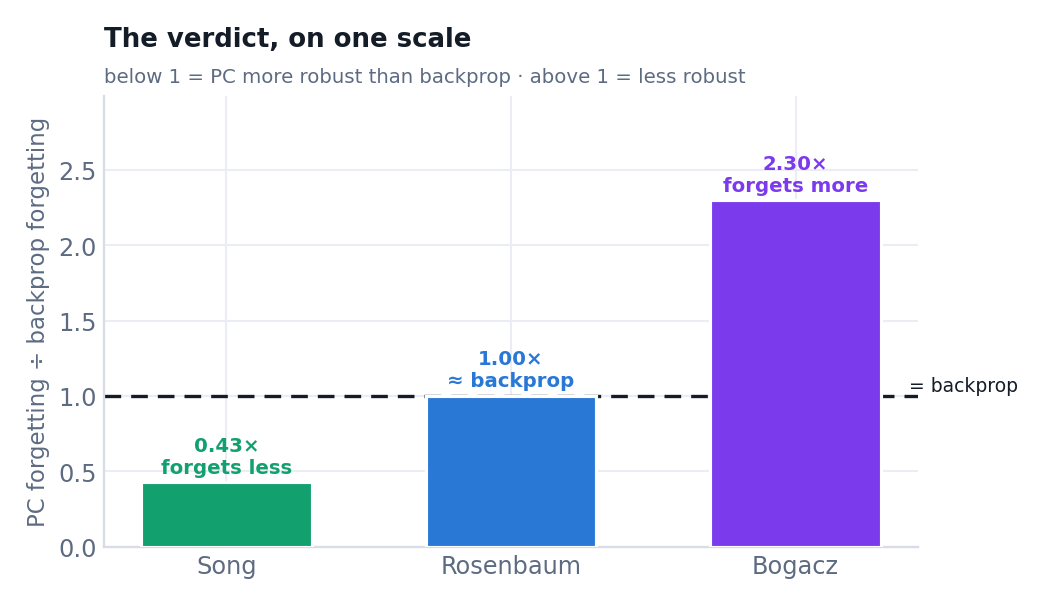 The verdict, on one scale
below 1 = PC more robust than backprop · above 1 = less robust
PC forgetting ÷ backprop forgetting
2.5
2.0
1.5
1.0
0.5
0.0
0.43×
forgets less
1.00×
≈ backprop
2.30×
forgets more
= backprop
Song
Rosenbaum
Bogacz